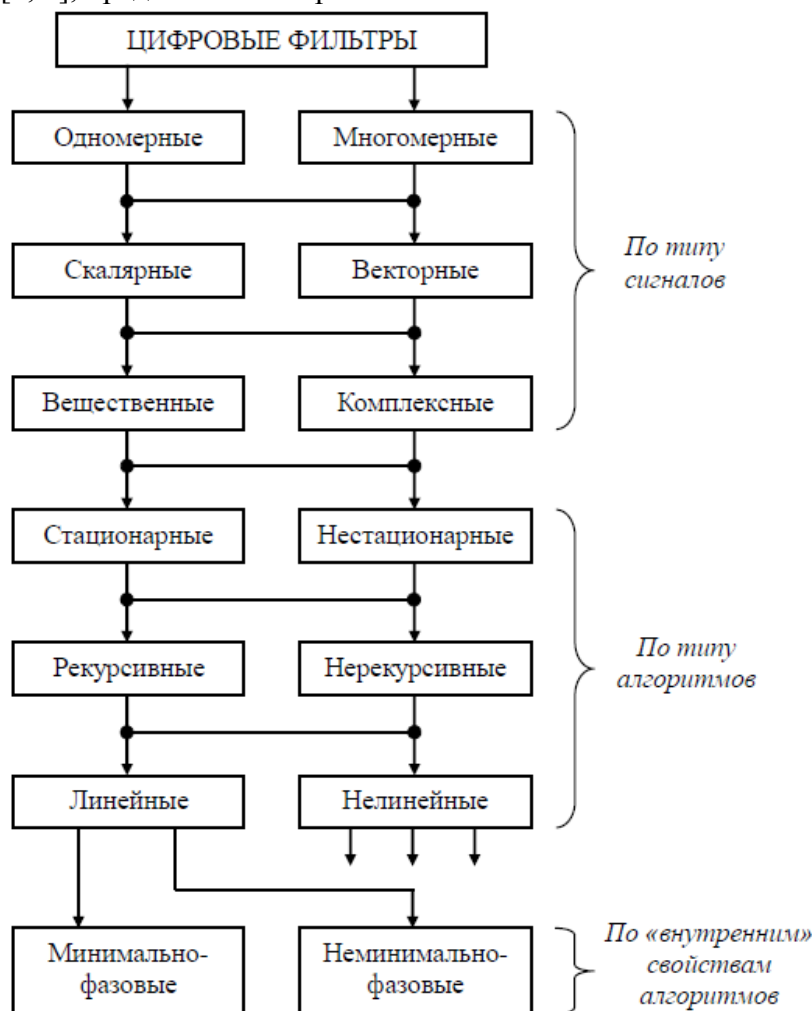 ЦИФРОВЫЕ ФИЛЬТРЫ
Одномерные
Многомерные
Скалярные
Векторные
По типу
сигналов
Вещественные
Комплексные
Стационарные
Нестационарные
Рекурсивные
Нерекурсивные
По типу
алгоритмов
Линейные
Нелинейные
Минимально-
фазовые
Неминимально-
фазовые
По «внутренним»
свойствам
алгоритмов